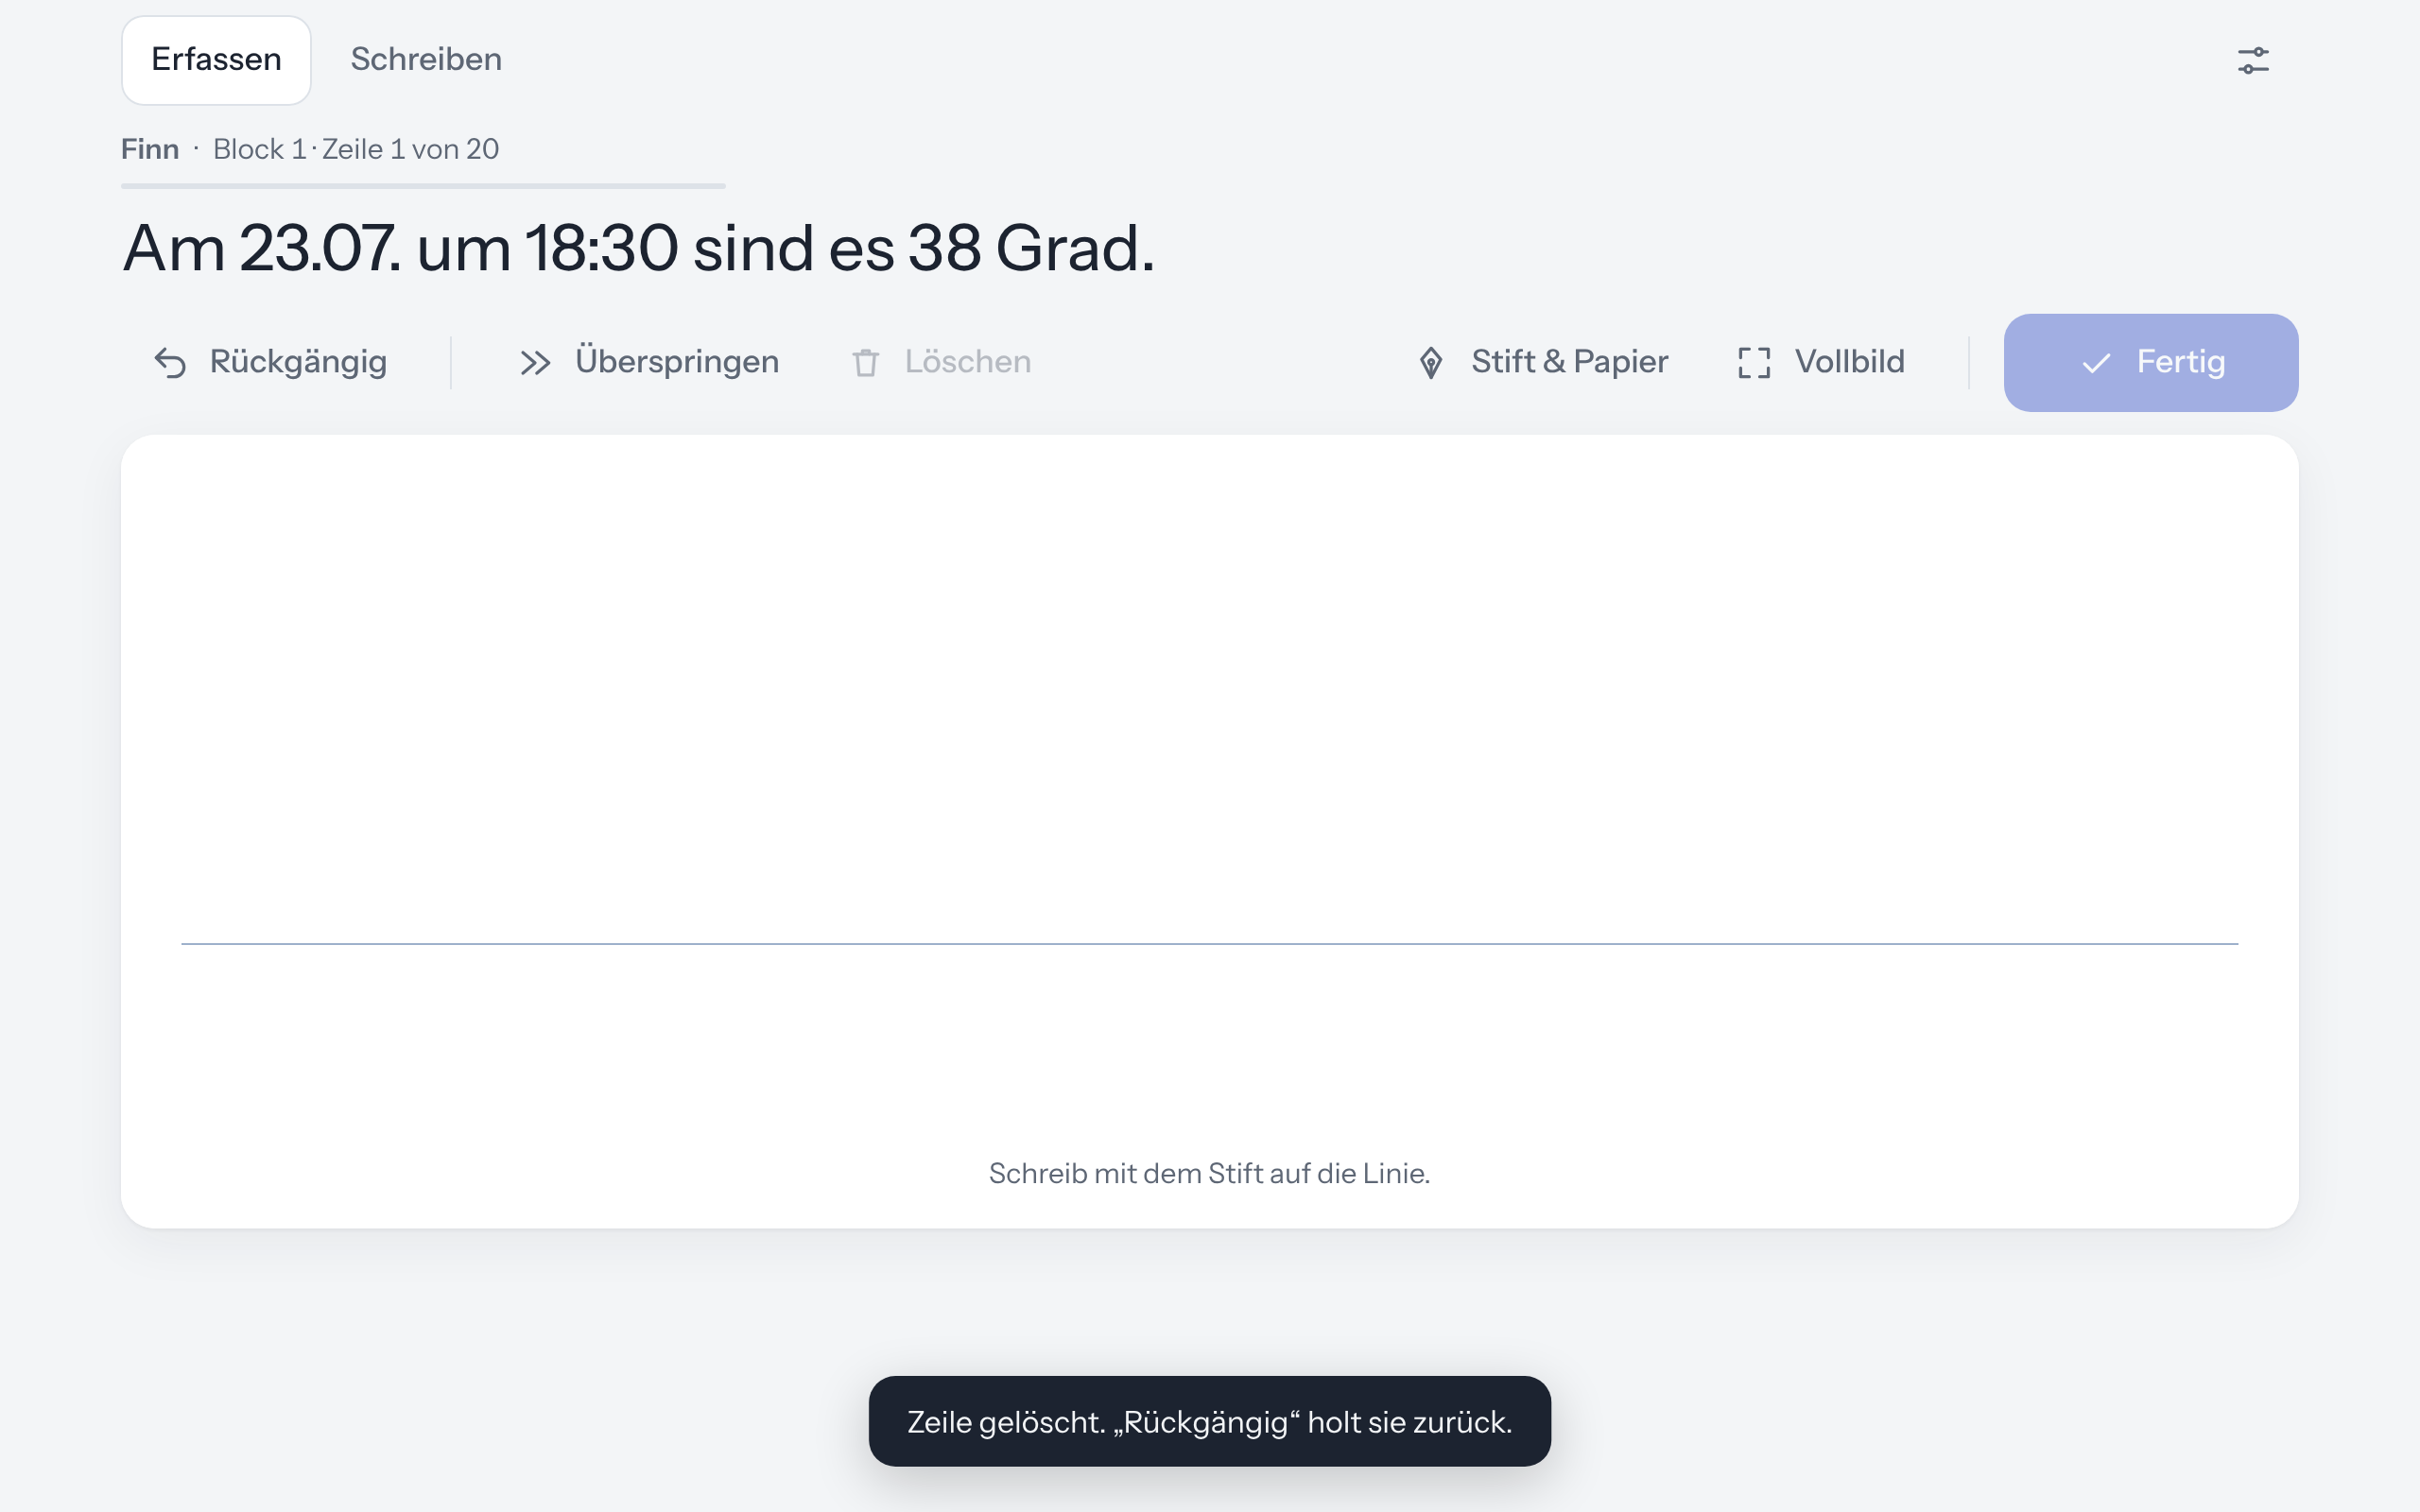 Erfassen Schreiben
Finn · Block 1 · Zeile 1 von 20
Am 23.07. um 18:30 sind es 38 Grad.
Rückgängig Überspringen Löschen Stift & Papier Vollbild Fertig
Schreib mit dem Stift auf die Linie.
Zeile gelöscht. „Rückgängig“ holt sie zurück.